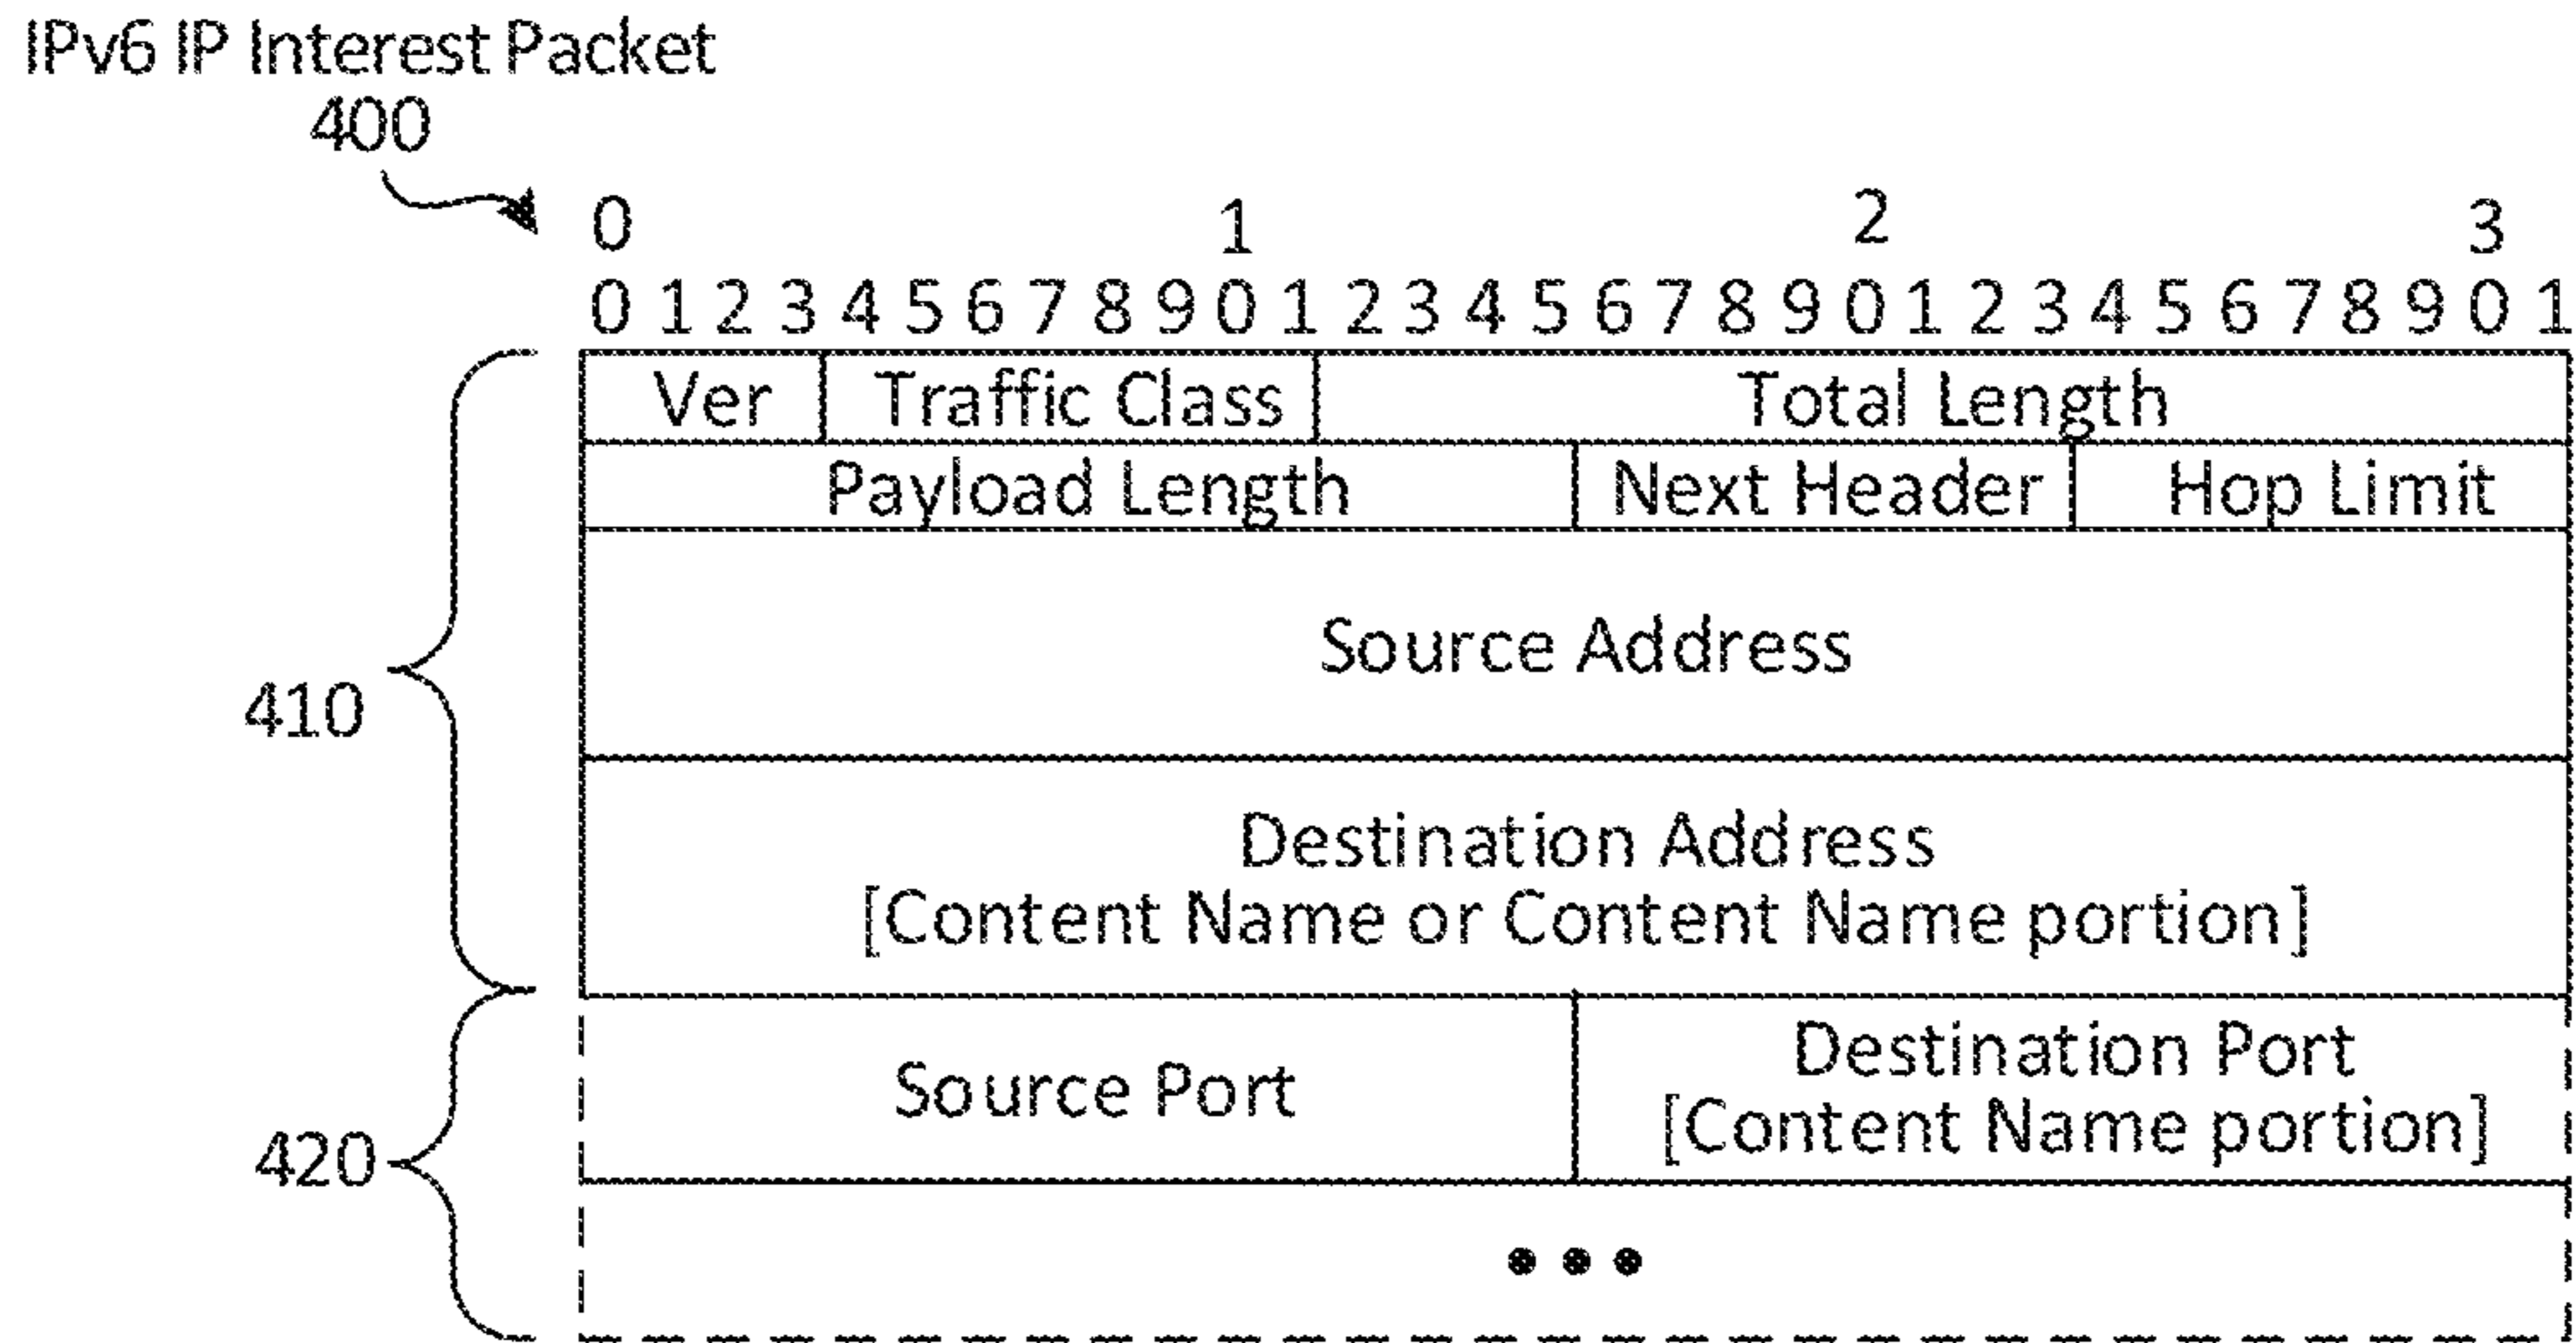 IPv6 IP Interest Packet
400
0 1 2 3
0 1 2 3 4 5 6 7 8 9 0 1 2 3 4 5 6 7 8 9 0 1 2 3 4 5 6 7 8 9 0 1
Ver Traffic Class Total Length
Payload Length Next Header Hop Limit
Source Address
410
Destination Address
[Content Name or Content Name portion]
Source Port
Destination Port
[Content Name portion]
420
•••